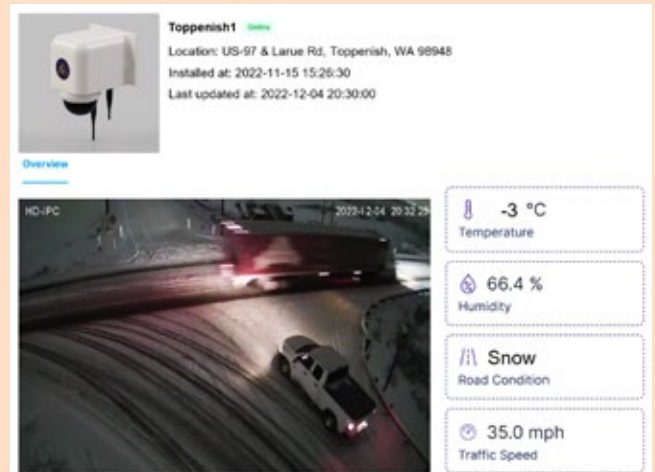 Toppenish1 Online
Location: US-97 & Larue Rd, Toppenish, WA 98948
Installed at: 2022-11-15 15:26:30
Last updated at: 2022-12-04 20:30:00
Overview
HD-IPC
2022-12-04 20:32:25
-3 °C
Temperature
66.4 %
Humidity
Snow
Road Condition
35.0 mph
Traffic Speed